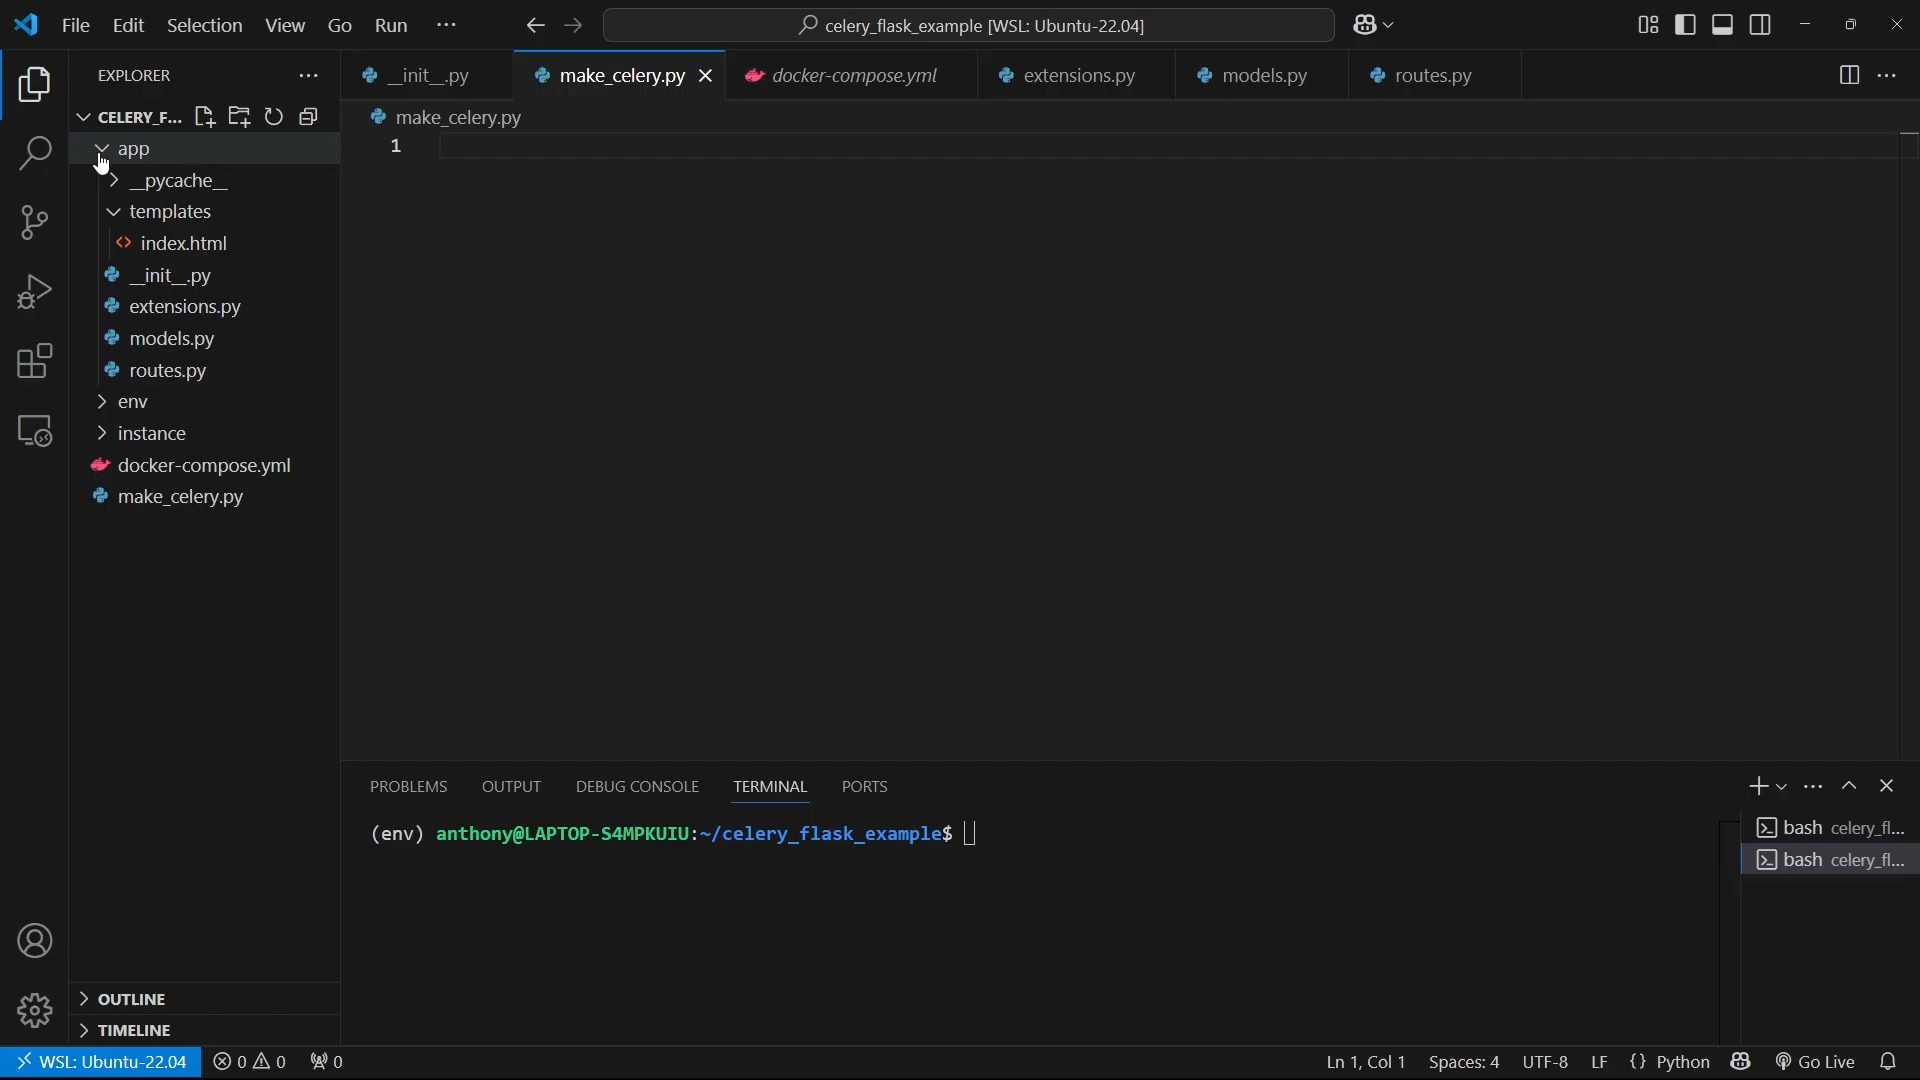 File Edit Selection View Go Run
celery_flask_example [WSL: Ubuntu-22.04]
EXPLORER
CELERY_F...
app
__pycache__
templates
index.html
__init__.py
extensions.py
models.py
routes.py
env
instance
docker-compose.yml
make_celery.py
OUTLINE
TIMELINE
__init__.py make_celery.py docker-compose.yml extensions.py models.py routes.py
make_celery.py
1
PROBLEMS OUTPUT DEBUG CONSOLE TERMINAL PORTS
(env) anthony@LAPTOP-S4MPKUIU:~/celery_flask_example$
bash celery_fl...
bash celery_fl...
WSL: Ubuntu-22.04 0 0 0 Ln 1, Col 1 Spaces: 4 UTF-8 LF {} Python Go Live